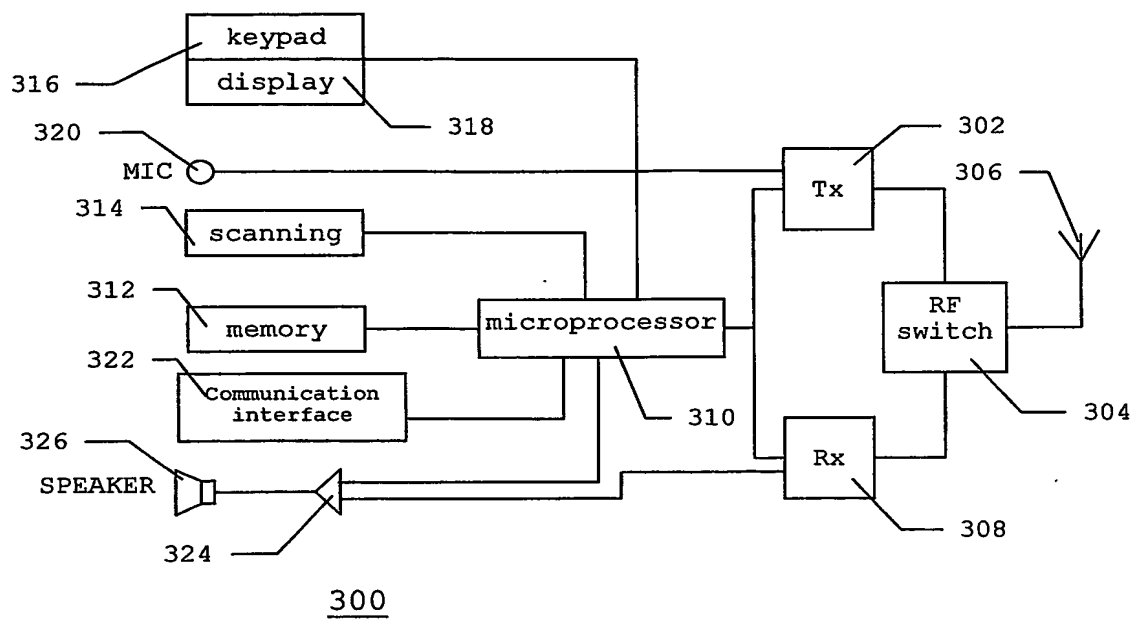 keypad
316
display
318
320
MIC
302
Tx
306
314
scanning
312
memory
microprocessor
RF
switch
322
Communication
interface
310
304
326
SPEAKER
Rx
324
308
300